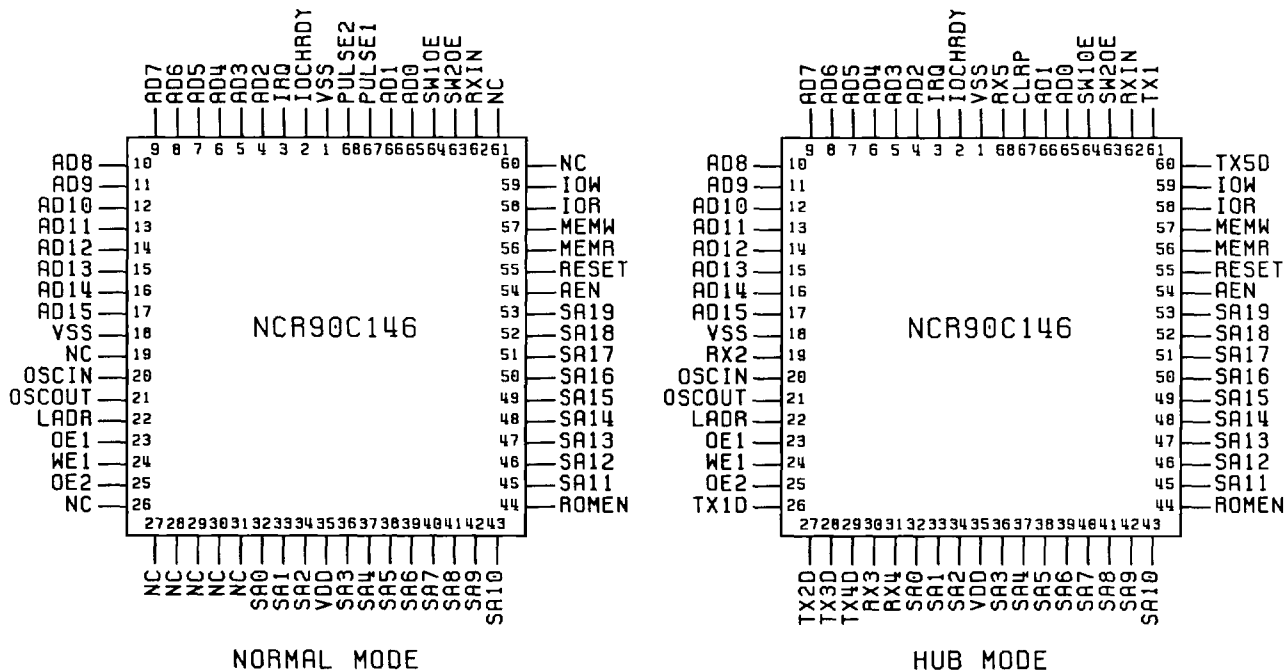 AD7 AD6 AD5 AD4 AD3 AD2 IRQ IOCHRDY VSS PULSE2 PULSE1 AD1 AD0 SW1OE SW2OE RXIN NC
9 8 7 6 5 4 3 2 1 68 67 66 65 64 63 62 61
AD8 10
AD9 11
AD10 12
AD11 13
AD12 14
AD13 15
AD14 16
AD15 17
VSS 18
NC 19
OSCIN 20
OSCOUT 21
LADR 22
OE1 23
WE1 24
OE2 25
NC 26
NCR90C146
60 NC
59 IOW
58 IOR
57 MEMW
56 MEMR
55 RESET
54 AEN
53 SA19
52 SA18
51 SA17
50 SA16
49 SA15
48 SA14
47 SA13
46 SA12
45 SA11
44 ROMEN
27 28 29 30 31 32 33 34 35 36 37 38 39 40 41 42 43
NC NC NC NC NC SA0 SA1 SA2 VDD SA3 SA4 SA5 SA6 SA7 SA8 SA9 SA10
NORMAL MODE
AD7 AD6 AD5 AD4 AD3 AD2 IRQ IOCHRDY VSS RX5 CLRP AD1 AD0 SW1OE SW2OE RXIN TX1
9 8 7 6 5 4 3 2 1 68 67 66 65 64 63 62 61
AD8 10
AD9 11
AD10 12
AD11 13
AD12 14
AD13 15
AD14 16
AD15 17
VSS 18
RX2 19
OSCIN 20
OSCOUT 21
LADR 22
OE1 23
WE1 24
OE2 25
TX1D 26
NCR90C146
60 TX5D
59 IOW
58 IOR
57 MEMW
56 MEMR
55 RESET
54 AEN
53 SA19
52 SA18
51 SA17
50 SA16
49 SA15
48 SA14
47 SA13
46 SA12
45 SA11
44 ROMEN
27 28 29 30 31 32 33 34 35 36 37 38 39 40 41 42 43
TX2D TX3D TX4D RX3 RX4 SA0 SA1 SA2 VDD SA3 SA4 SA5 SA6 SA7 SA8 SA9 SA10
HUB MODE